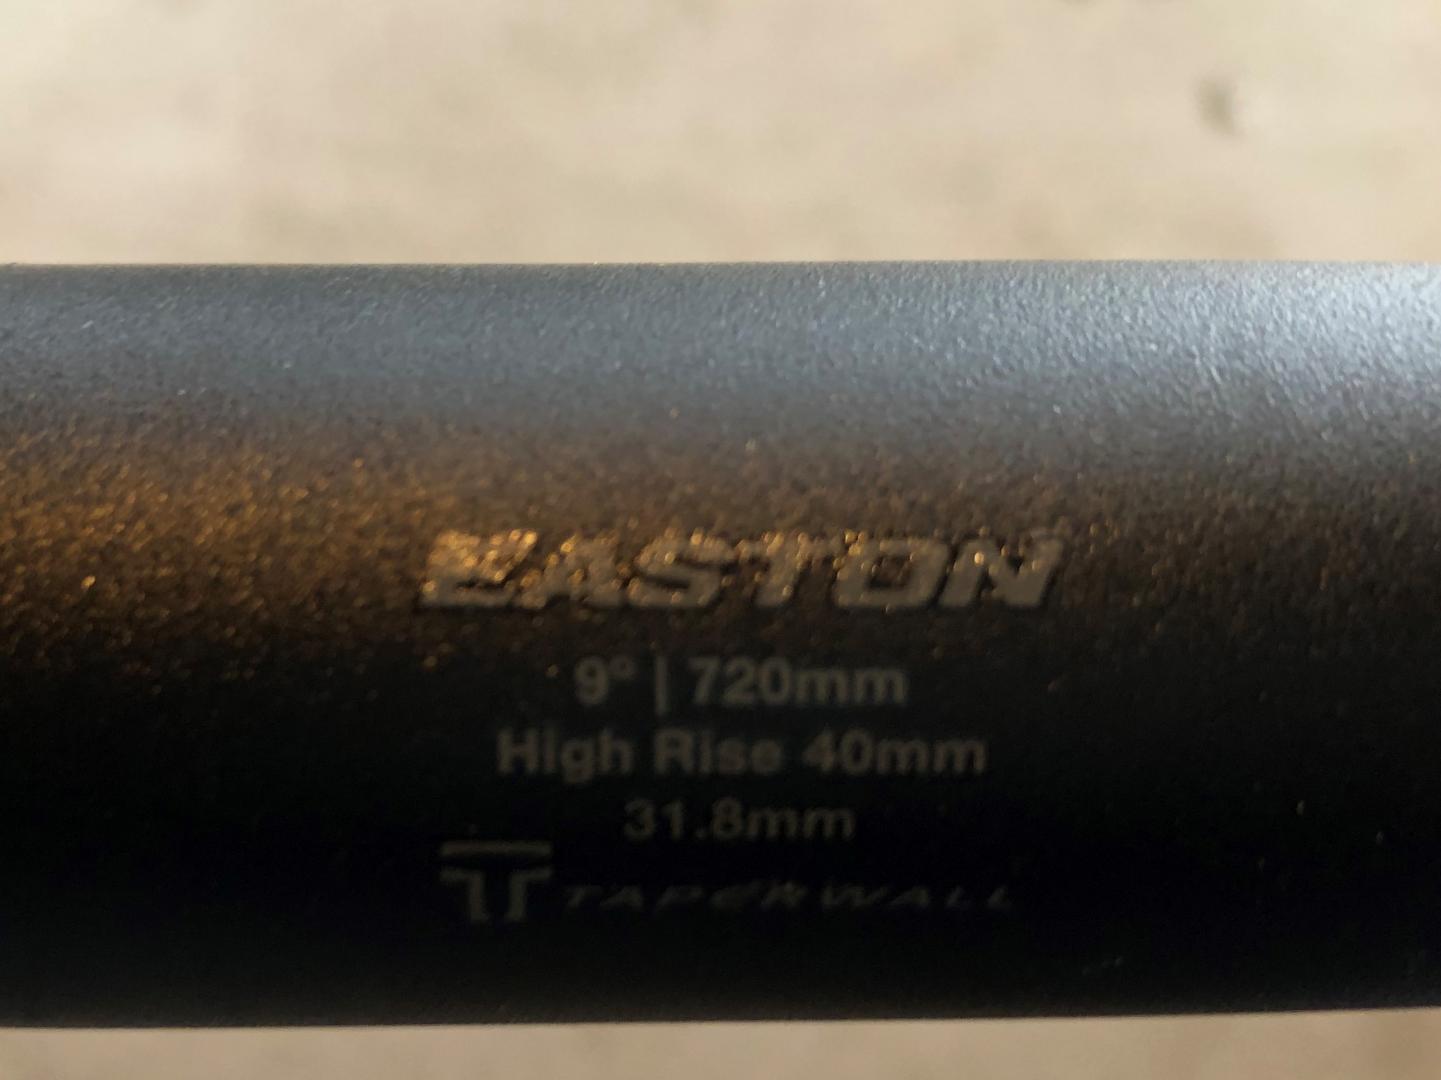 EASTON
9° | 720mm
High Rise 40mm
31.8mm
TAPERWALL